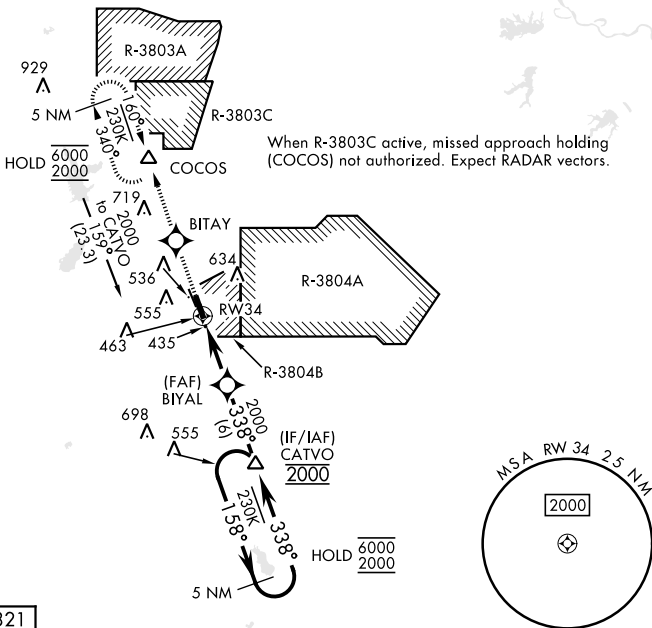 R-3803A
929
5 NM
160°
230K
340°
R-3803C
When R-3803C active, missed approach holding
(COCOS) not authorized. Expect RADAR vectors.
HOLD 6000
2000
COCOS
719
2000
to CATVO
159°
(23.3)
BITAY
634
536
R-3804A
555
RW34
463
435
R-3804B
(FAF)
BIYAL
2000
338°
(6)
698
555
(IF/IAF)
CATVO
2000
230K
158°
338°
HOLD 6000
2000
5 NM
MSA RW 34 25 NM
2000
321